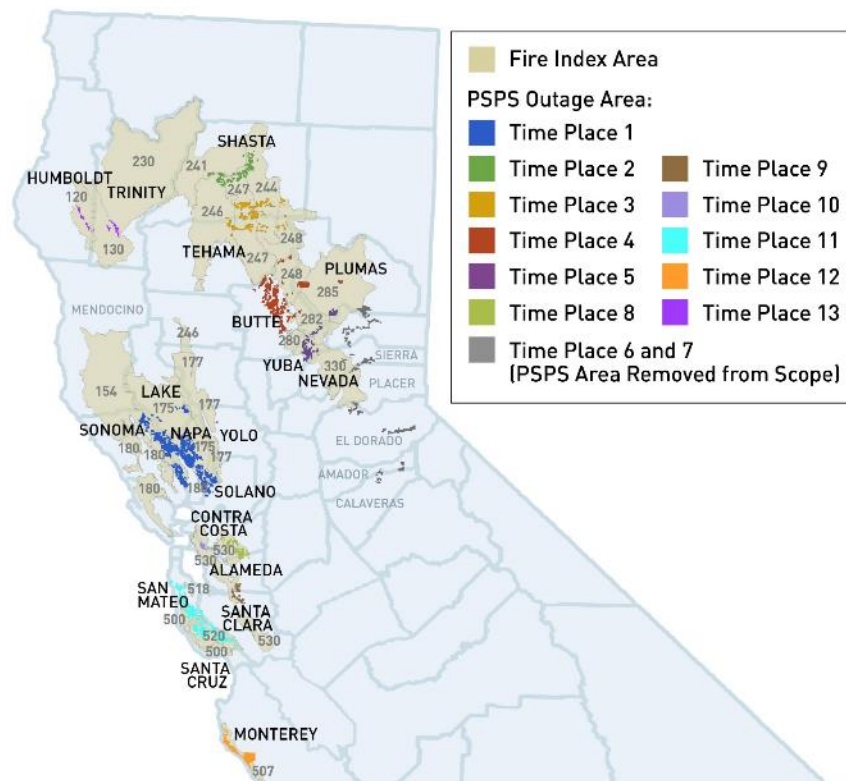 SHASTA
230
241
HUMBOLDT
TRINITY
247
244
120
246
130
248
TEHAMA
247
248
PLUMAS
285
MENDOCINO
BUTTE
282
246
280
SIERRA
177
YUBA
330
NEVADA
PLACER
154
LAKE
175
177
SONOMA
NAPA
YOLO
EL DORADO
180
180
175
177
AMADOR
180
SOLANO
CALAVERAS
CONTRA
COSTA
530
530
ALAMEDA
SAN
MATEO
518
500
SANTA
CLARA
520
530
500
SANTA
CRUZ
MONTEREY
507
Fire Index Area
PSPS Outage Area:
Time Place 1
Time Place 2
Time Place 3
Time Place 4
Time Place 5
Time Place 8
Time Place 6 and 7
(PSPS Area Removed from Scope)
Time Place 9
Time Place 10
Time Place 11
Time Place 12
Time Place 13